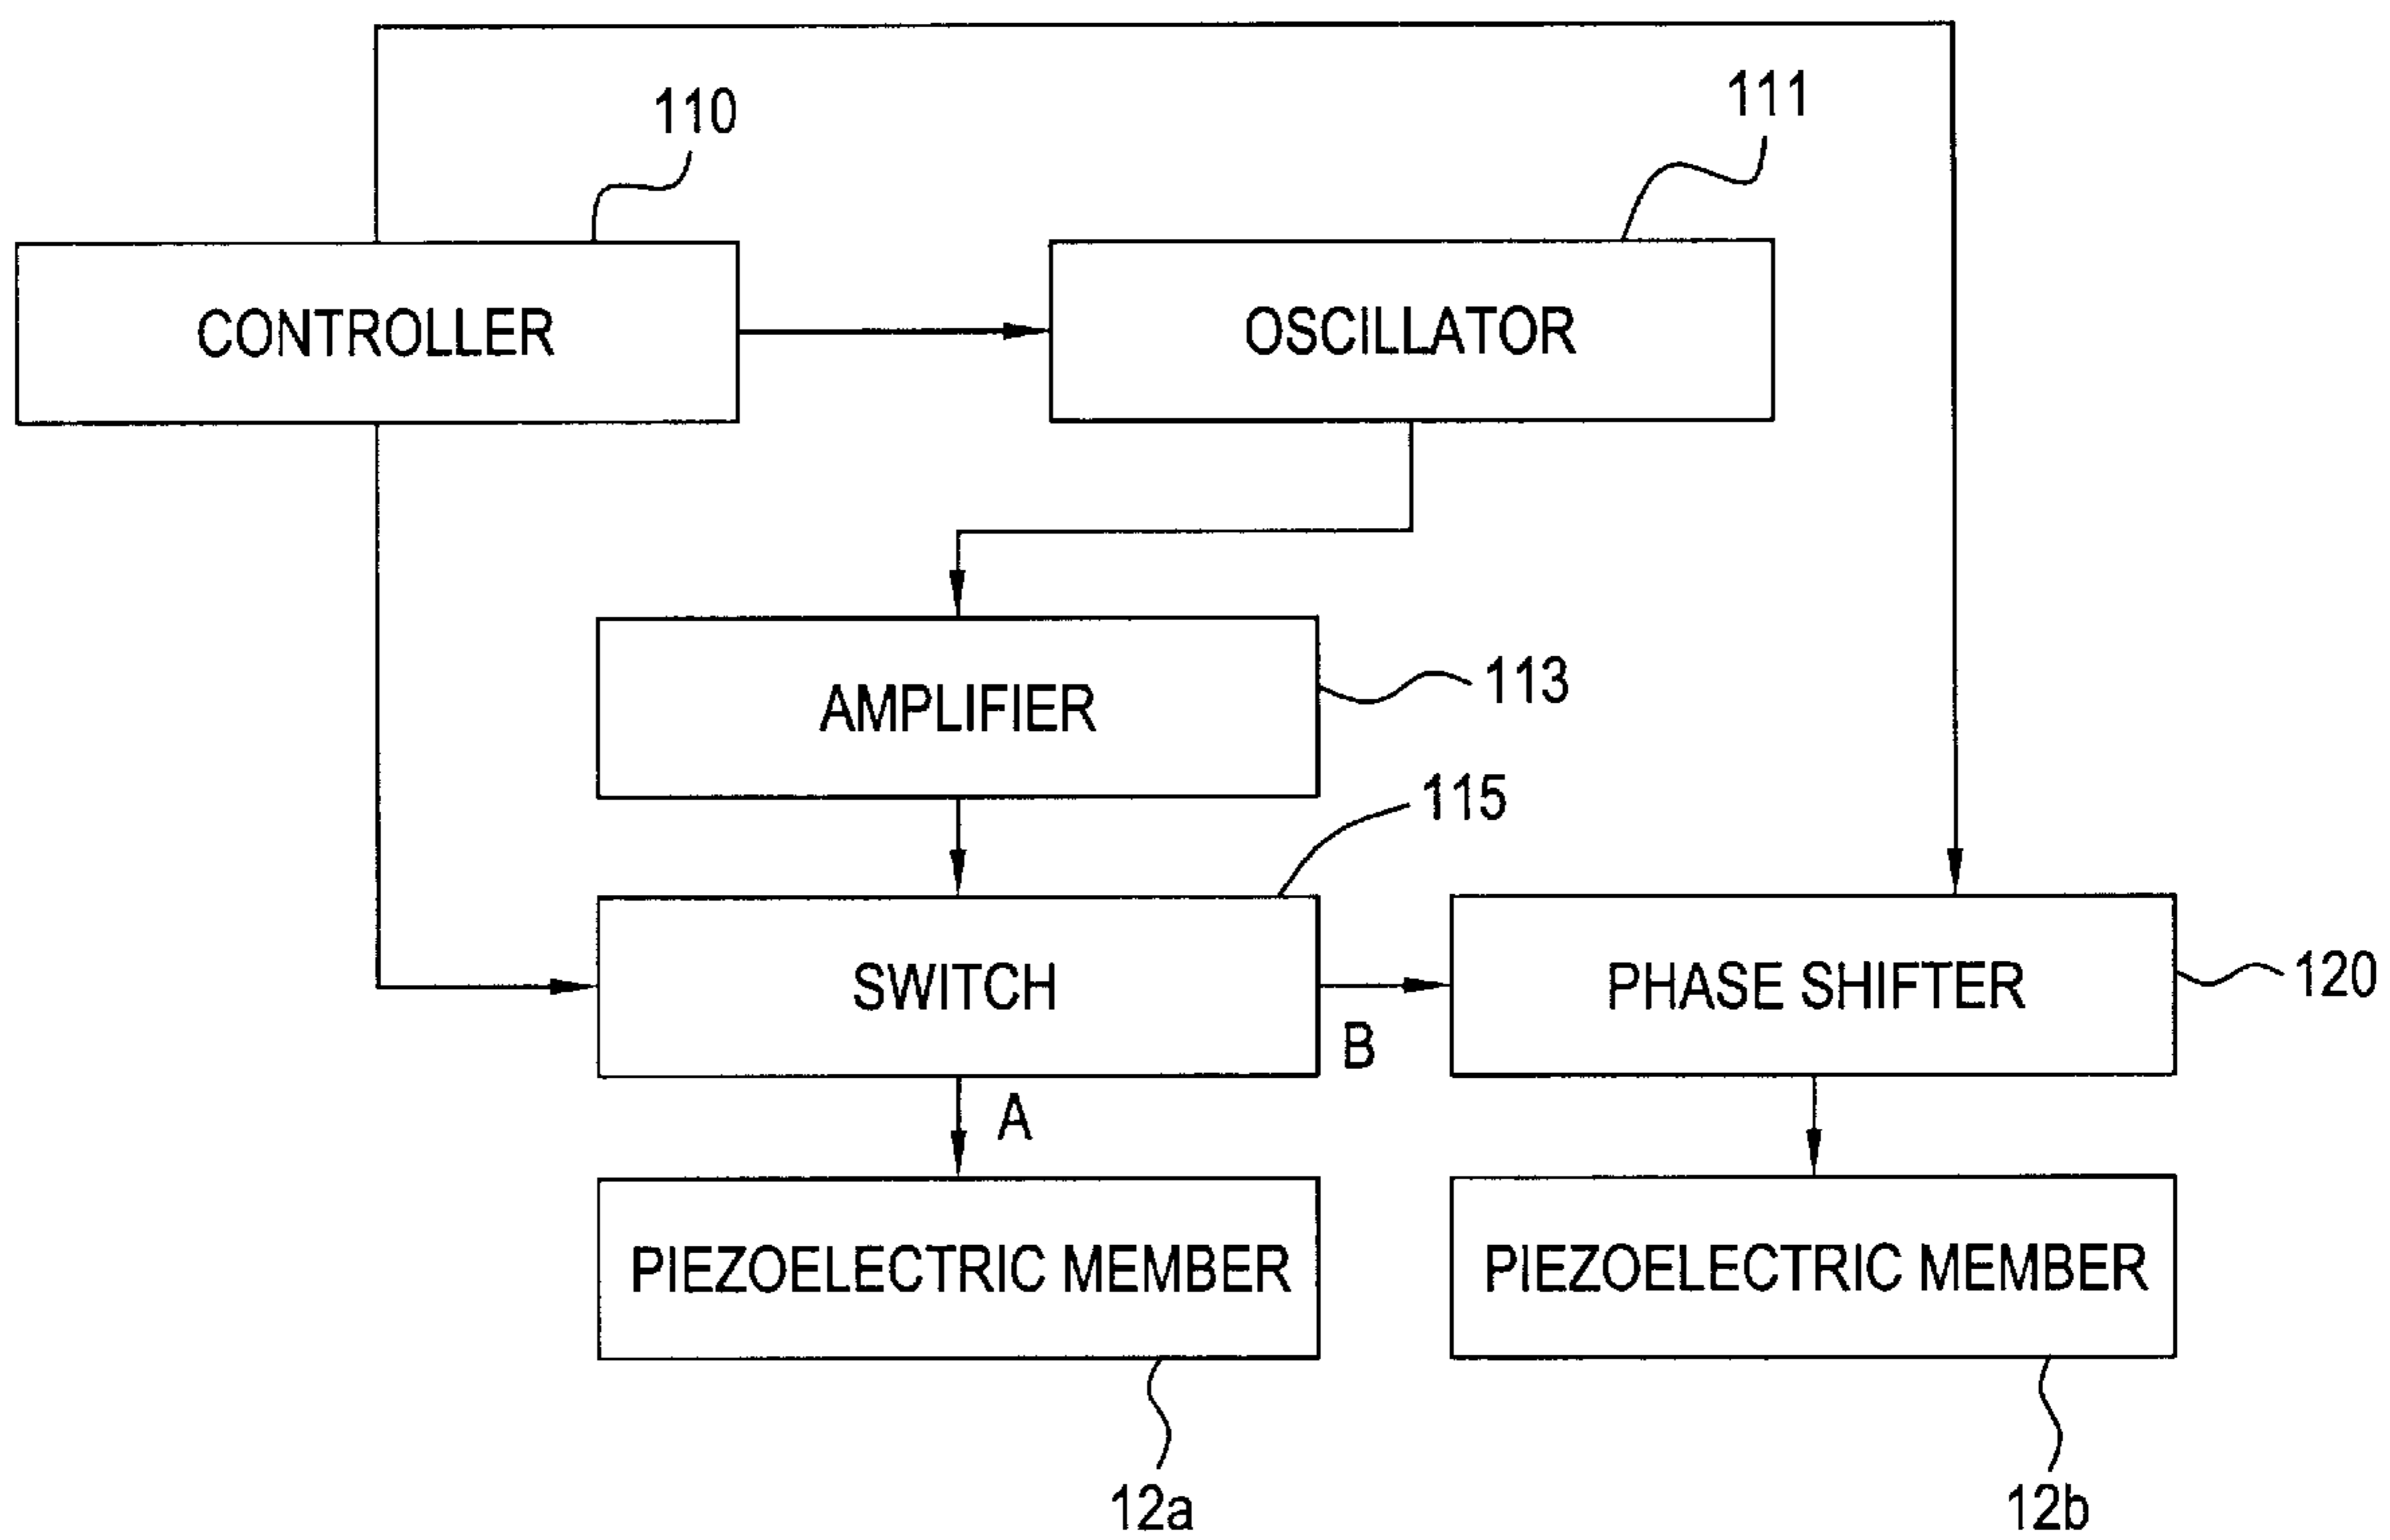 110
111
CONTROLLER
OSCILLATOR
AMPLIFIER
113
115
SWITCH
PHASE SHIFTER
120
B
A
PIEZOELECTRIC MEMBER
PIEZOELECTRIC MEMBER
12a
12b